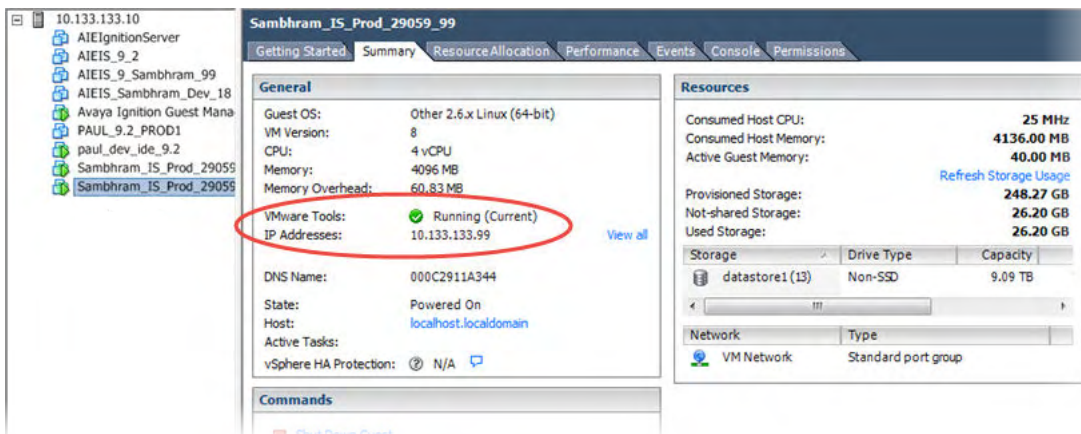 10.133.133.10
AIEIgnitionServer
AIEIS_9_2
AIEIS_9_Sambhram_99
AIEIS_Sambhram_Dev_18
Avaya Ignition Guest Mana
PAUL_9.2_PROD1
paul_dev_ide_9.2
Sambhram_IS_Prod_29059
Sambhram_IS_Prod_29059
Sambhram_IS_Prod_29059_99
Getting Started Summary Resource Allocation Performance Events Console Permissions
General
Guest OS: Other 2.6.x Linux (64-bit)
VM Version: 8
CPU: 4 vCPU
Memory: 4096 MB
Memory Overhead: 60.83 MB
VMware Tools: Running (Current)
IP Addresses: 10.133.133.99 View all
DNS Name: 000C2911A344
State: Powered On
Host: localhost.localdomain
Active Tasks:
vSphere HA Protection: N/A
Commands
Shut Down Guest
Resources
Consumed Host CPU: 25 MHz
Consumed Host Memory: 4136.00 MB
Active Guest Memory: 40.00 MB
Refresh Storage Usage
Provisioned Storage: 248.27 GB
Not-shared Storage: 26.20 GB
Used Storage: 26.20 GB
Storage Drive Type Capacity
datastore1 (13) Non-SSD 9.09 TB
Network Type
VM Network Standard port group